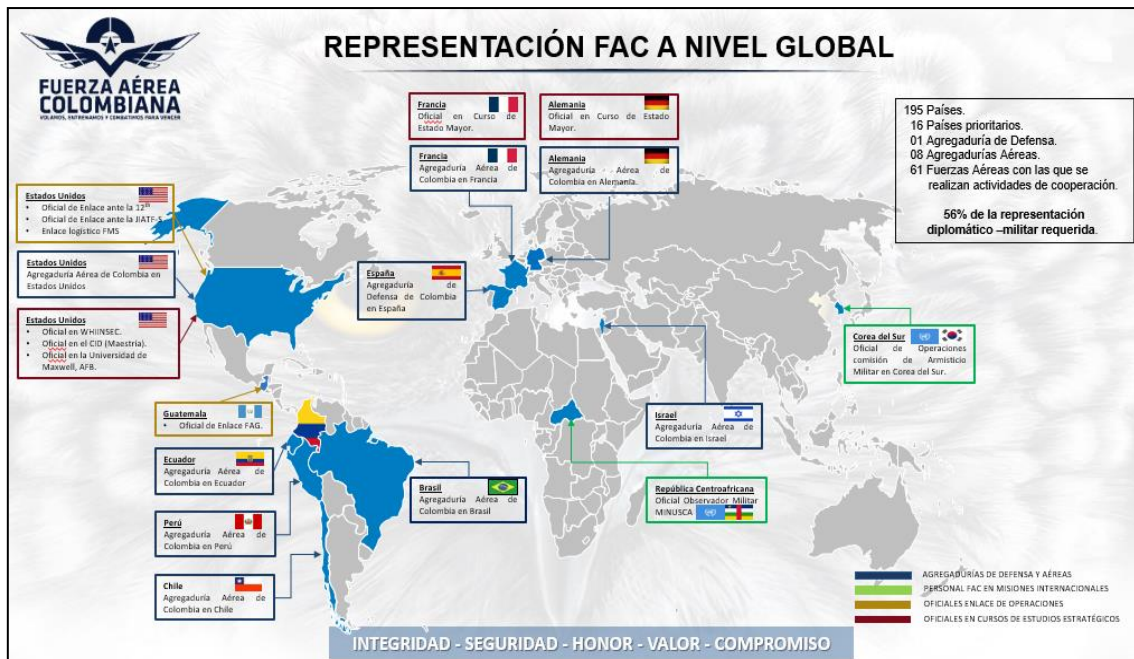 REPRESENTACIÓN FAC A NIVEL GLOBAL
FUERZA AÉREA
COLOMBIANA
VOLAMOS, ENTRENAMOS Y COMBATIMOS PARA VENCER
Francia
Oficial en Curso de
Estado Mayor.
Alemania
Oficial en Curso de Estado
Mayor.
Francia
Agregaduría Aérea de
Colombia en Francia
Alemania
Agregaduría Aérea de
Colombia en Alemania.
195 Países.
16 Países prioritarios.
01 Agregaduría de Defensa.
08 Agregadurías Aéreas.
61 Fuerzas Aéreas con las que se
realizan actividades de cooperación.
56% de la representación
diplomático –militar requerida.
Estados Unidos
• Oficial de Enlace ante la 12th
• Oficial de Enlace ante la JIATF-S
• Enlace logístico FMS
Estados Unidos
Agregaduría Aérea de Colombia en
Estados Unidos
Estados Unidos
• Oficial en WHIINSEC.
• Oficial en el CID (Maestria).
• Oficial en la Universidad de
Maxwell, AFB.
España
Agregaduría de
Defensa de Colombia
en España
Corea del Sur
Oficial de Operaciones
comisión de Armisticio
Militar en Corea del Sur.
Guatemala
• Oficial de Enlace FAG.
Israel
Agregaduría Aérea de
Colombia en Israel
Ecuador
Agregaduría Aérea de
Colombia en Ecuador
Brasil
Agregaduría Aérea de
Colombia en Brasil
República Centroafricana
Oficial Observador Militar
MINUSCA
Perú
Agregaduría Aérea de
Colombia en Perú
Chile
Agregaduría Aérea de
Colombia en Chile
AGREGADURÍAS DE DEFENSA Y AÉREAS
PERSONAL FAC EN MISIONES INTERNACIONALES
OFICIALES ENLACE DE OPERACIONES
OFICIALES EN CURSOS DE ESTUDIOS ESTRATÉGICOS
INTEGRIDAD - SEGURIDAD - HONOR - VALOR - COMPROMISO